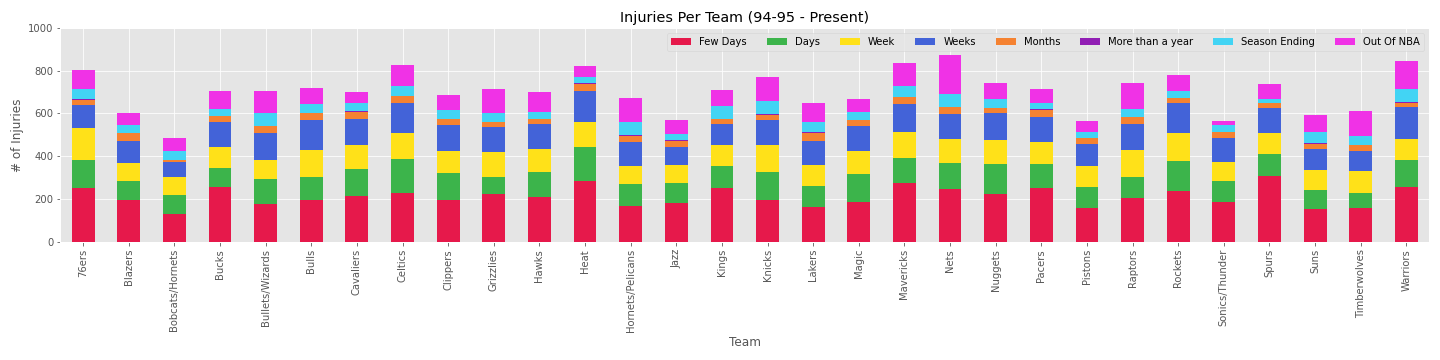 Injuries Per Team (94-95 - Present)
Few Days Days Week Weeks Months More than a year Season Ending Out Of NBA
# of Injuries
1000
800
600
400
200
0
76ers
Blazers
Bobcats/Hornets
Bucks
Bullets/Wizards
Bulls
Cavaliers
Celtics
Clippers
Grizzlies
Hawks
Heat
Hornets/Pelicans
Jazz
Kings
Knicks
Lakers
Magic
Mavericks
Nets
Nuggets
Pacers
Pistons
Raptors
Rockets
Sonics/Thunder
Spurs
Suns
Timberwolves
Warriors
Team